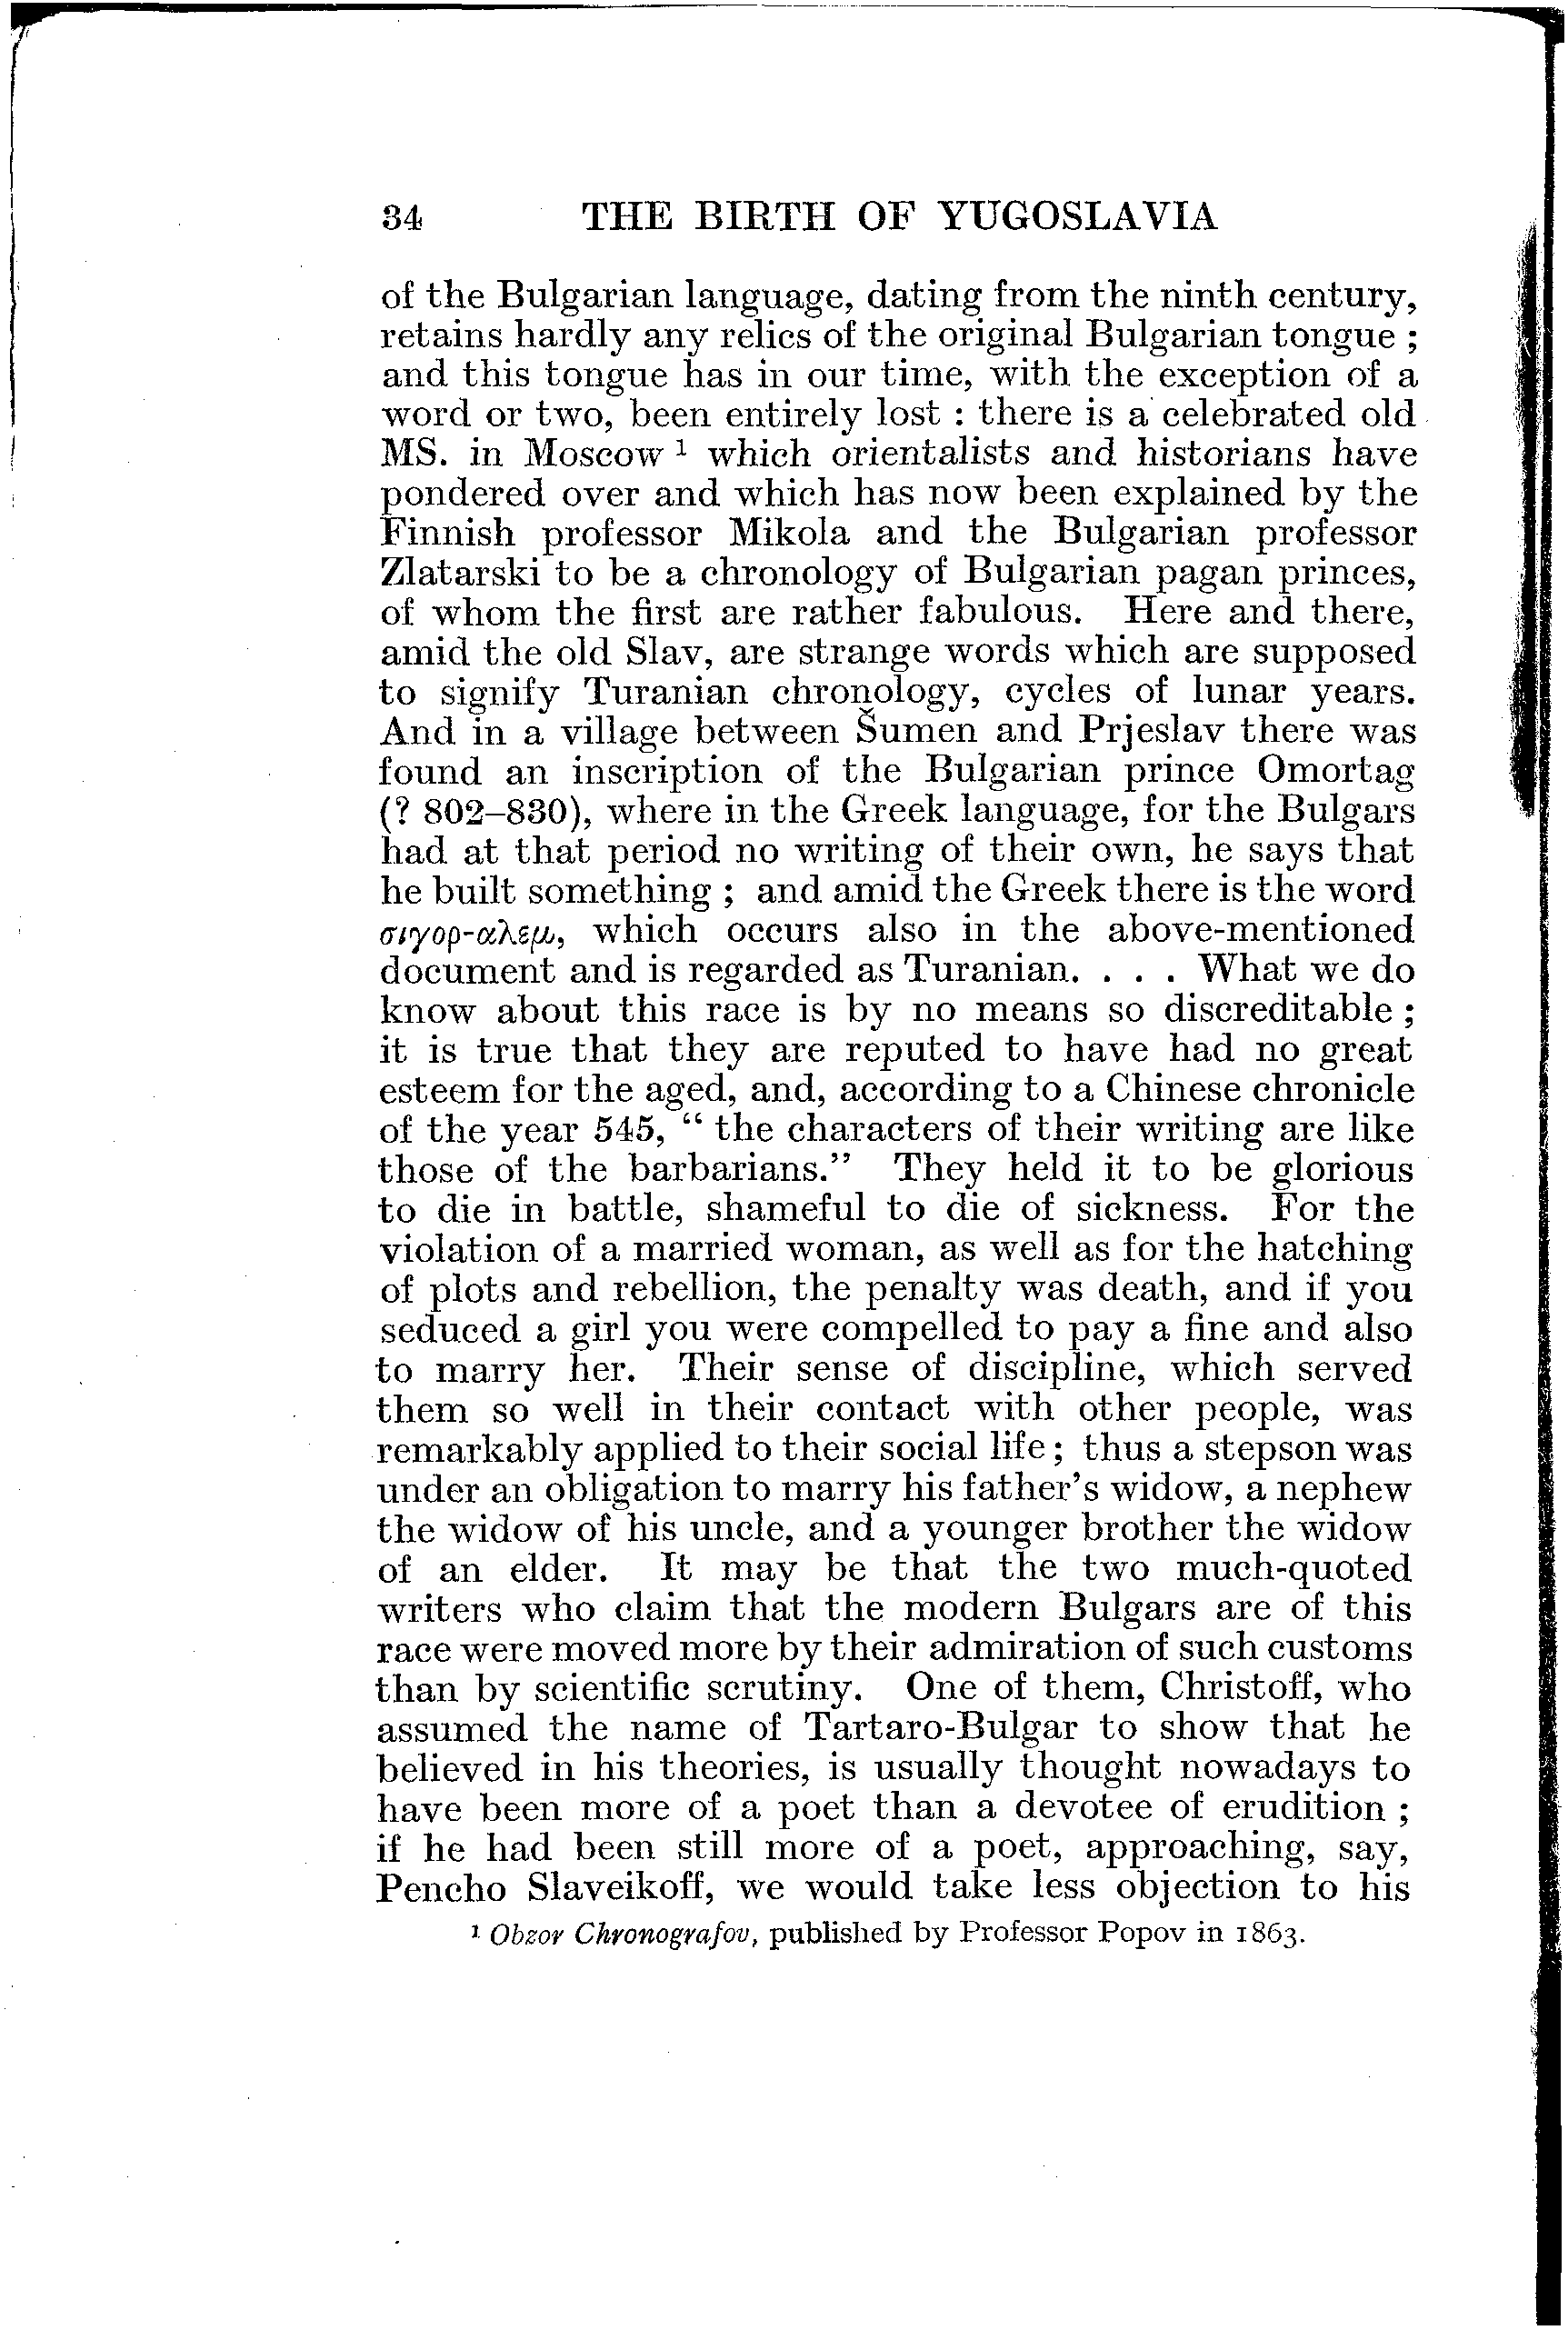 34 THE BIRTH OF YUGOSLAVIA
of the Bulgarian language, dating from the ninth century,
retains hardly any relics of the original Bulgarian tongue ;
and this tongue has in our time, with the exception of a
word or two, been entirely lost : there is a celebrated old
MS. in Moscow ¹ which orientalists and historians have
pondered over and which has now been explained by the
Finnish professor Mikola and the Bulgarian professor
Zlatarski to be a chronology of Bulgarian pagan princes,
of whom the first are rather fabulous. Here and there,
amid the old Slav, are strange words which are supposed
to signify Turanian chronology, cycles of lunar years.
And in a village between Šumen and Prjeslav there was
found an inscription of the Bulgarian prince Omortag
(? 802–830), where in the Greek language, for the Bulgars
had at that period no writing of their own, he says that
he built something ; and amid the Greek there is the word
σιγορ-αλεμ, which occurs also in the above-mentioned
document and is regarded as Turanian. . . . What we do
know about this race is by no means so discreditable ;
it is true that they are reputed to have had no great
esteem for the aged, and, according to a Chinese chronicle
of the year 545, “ the characters of their writing are like
those of the barbarians.” They held it to be glorious
to die in battle, shameful to die of sickness. For the
violation of a married woman, as well as for the hatching
of plots and rebellion, the penalty was death, and if you
seduced a girl you were compelled to pay a fine and also
to marry her. Their sense of discipline, which served
them so well in their contact with other people, was
remarkably applied to their social life ; thus a stepson was
under an obligation to marry his father’s widow, a nephew
the widow of his uncle, and a younger brother the widow
of an elder. It may be that the two much-quoted
writers who claim that the modern Bulgars are of this
race were moved more by their admiration of such customs
than by scientific scrutiny. One of them, Christoff, who
assumed the name of Tartaro-Bulgar to show that he
believed in his theories, is usually thought nowadays to
have been more of a poet than a devotee of erudition ;
if he had been still more of a poet, approaching, say,
Pencho Slaveikoff, we would take less objection to his
¹ Obzor Chronografov, published by Professor Popov in 1863.